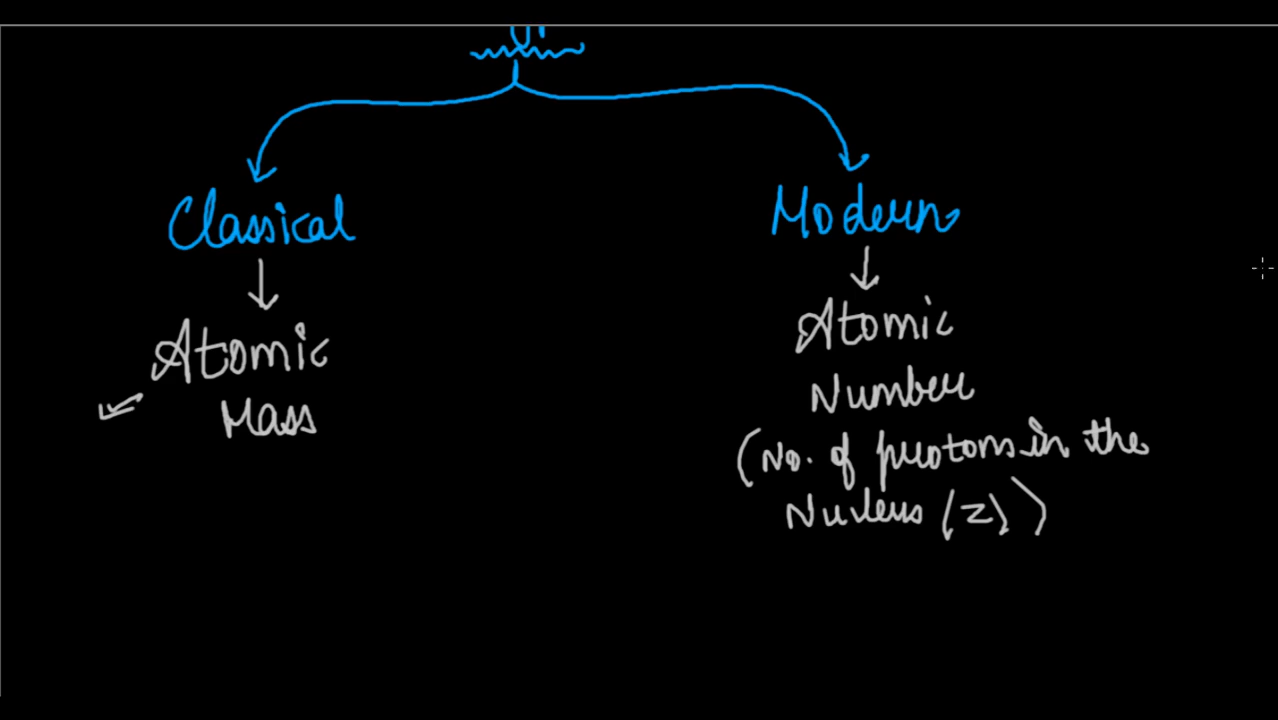 Classical
Modern
Atomic
Mass
Atomic
Number
(No. of protons in the
Nucleus (Z))